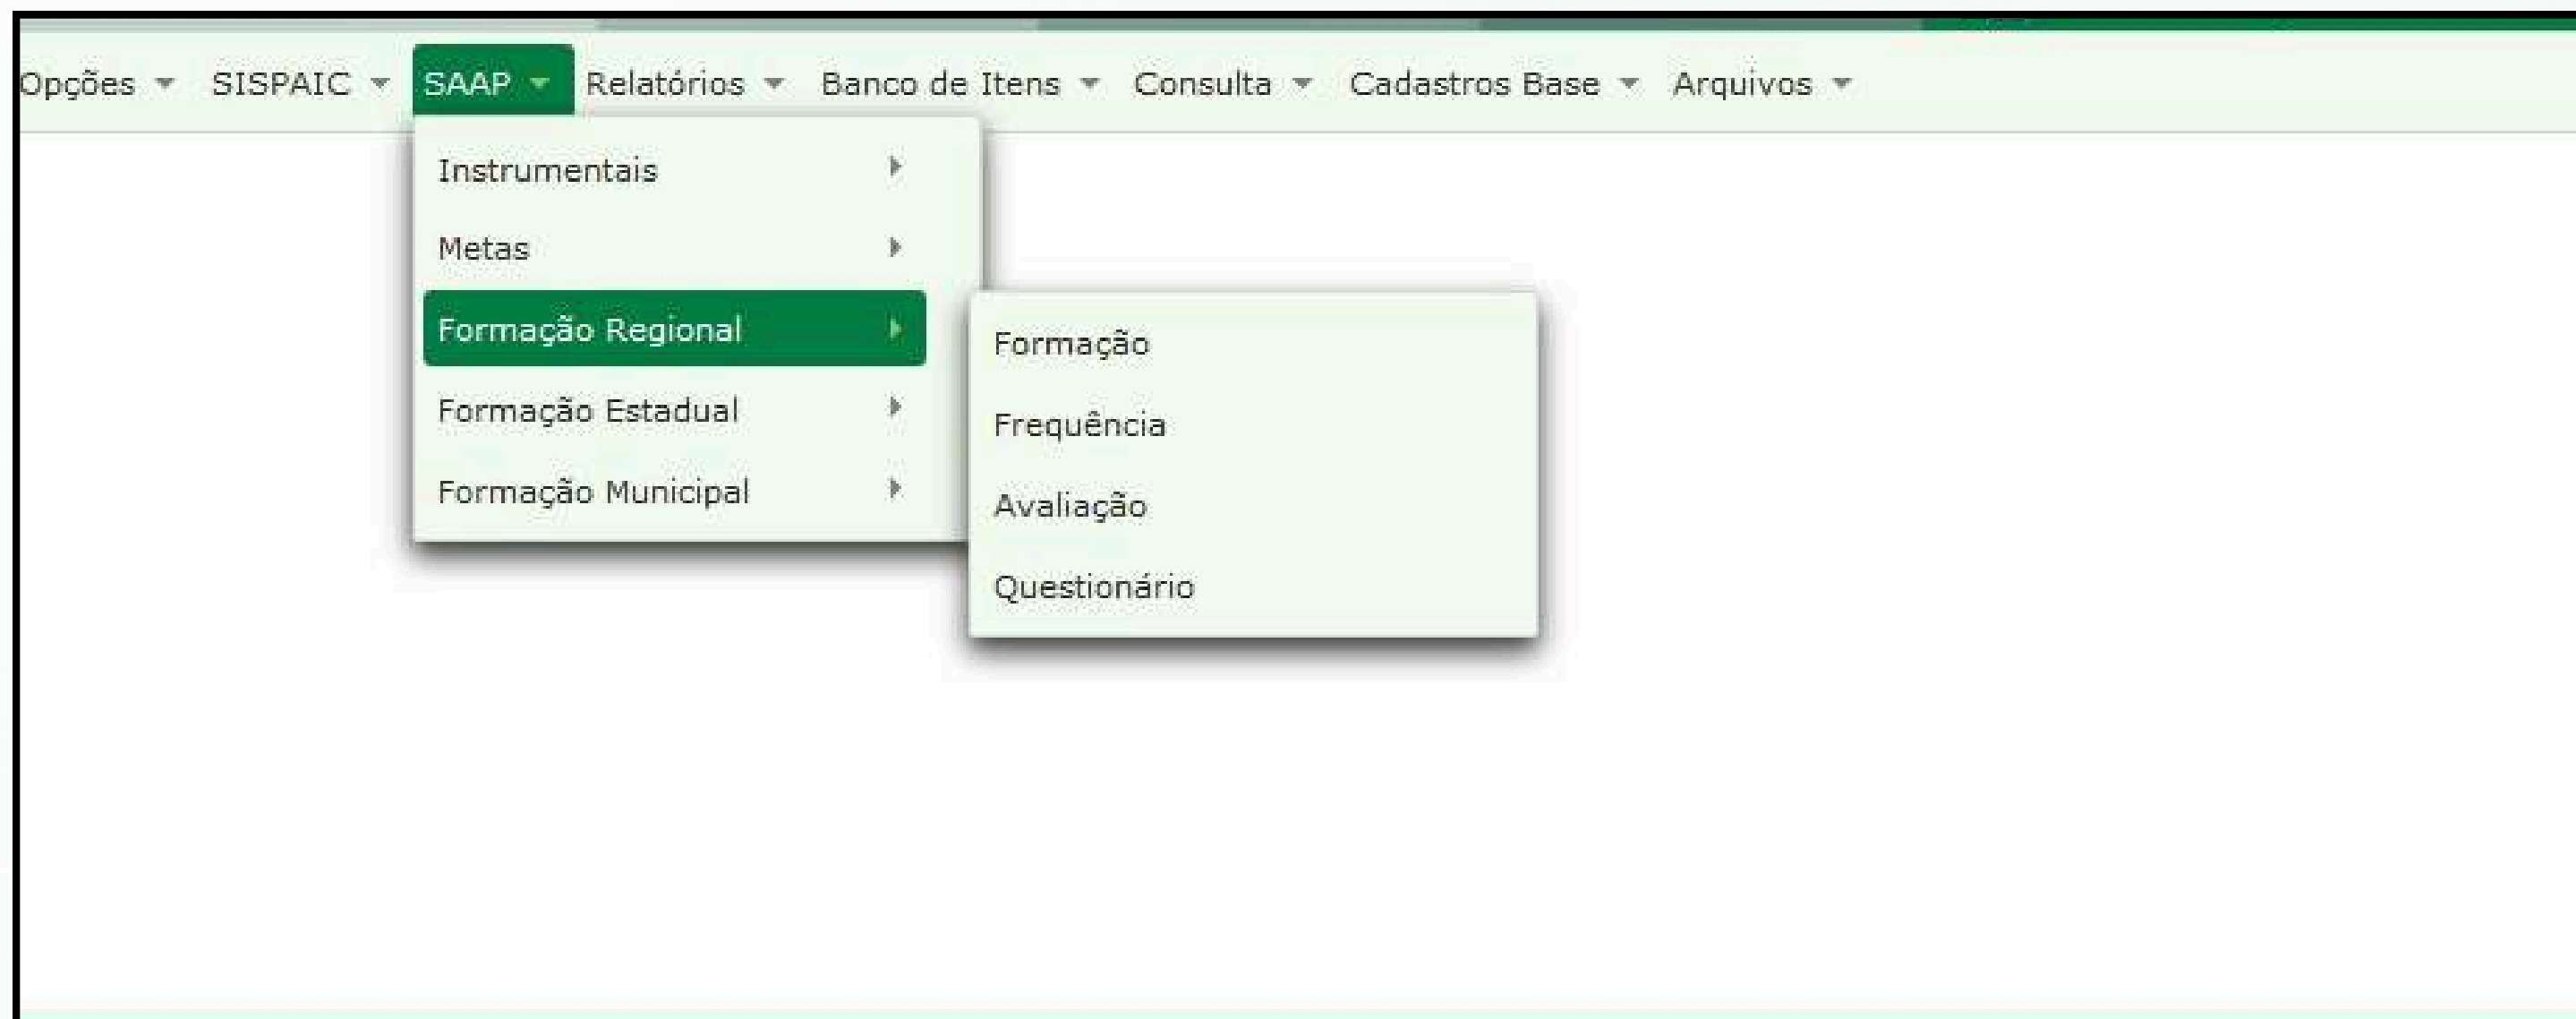 Opções SISPAIC SAAP Relatórios Banco de Itens Consulta Cadastros Base Arquivos
Instrumentais
Metas
Formação Regional
Formação Estadual
Formação Municipal
Formação
Frequência
Avaliação
Questionário